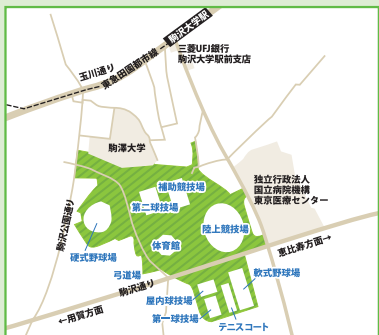 駒沢大学駅
三菱UFJ銀行
駒沢大学駅前支店
玉川通り
東急田園都市線
駒澤大学
補助競技場
独立行政法人
国立病院機構
東京医療センター
第二球技場
陸上競技場
駒沢公園通り
体育館
硬式野球場
恵比寿方面→
弓道場
軟式野球場
駒沢通り
屋内球技場
←用賀方面
第一球技場
テニスコート